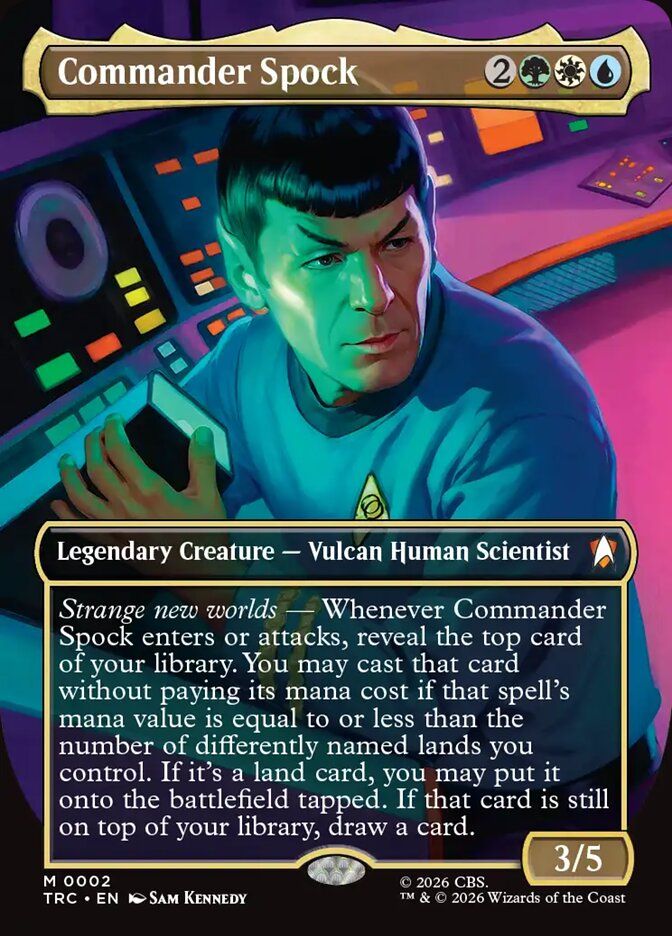 Commander Spock 2
Legendary Creature — Vulcan Human Scientist
Strange new worlds — Whenever Commander
Spock enters or attacks, reveal the top card
of your library. You may cast that card
without paying its mana cost if that spell's
mana value is equal to or less than the
number of differently named lands you
control. If it's a land card, you may put it
onto the battlefield tapped. If that card is still
on top of your library, draw a card.
3/5
M 0002
TRC • EN Sam Kennedy
© 2026 CBS.
™ & © 2026 Wizards of the Coast